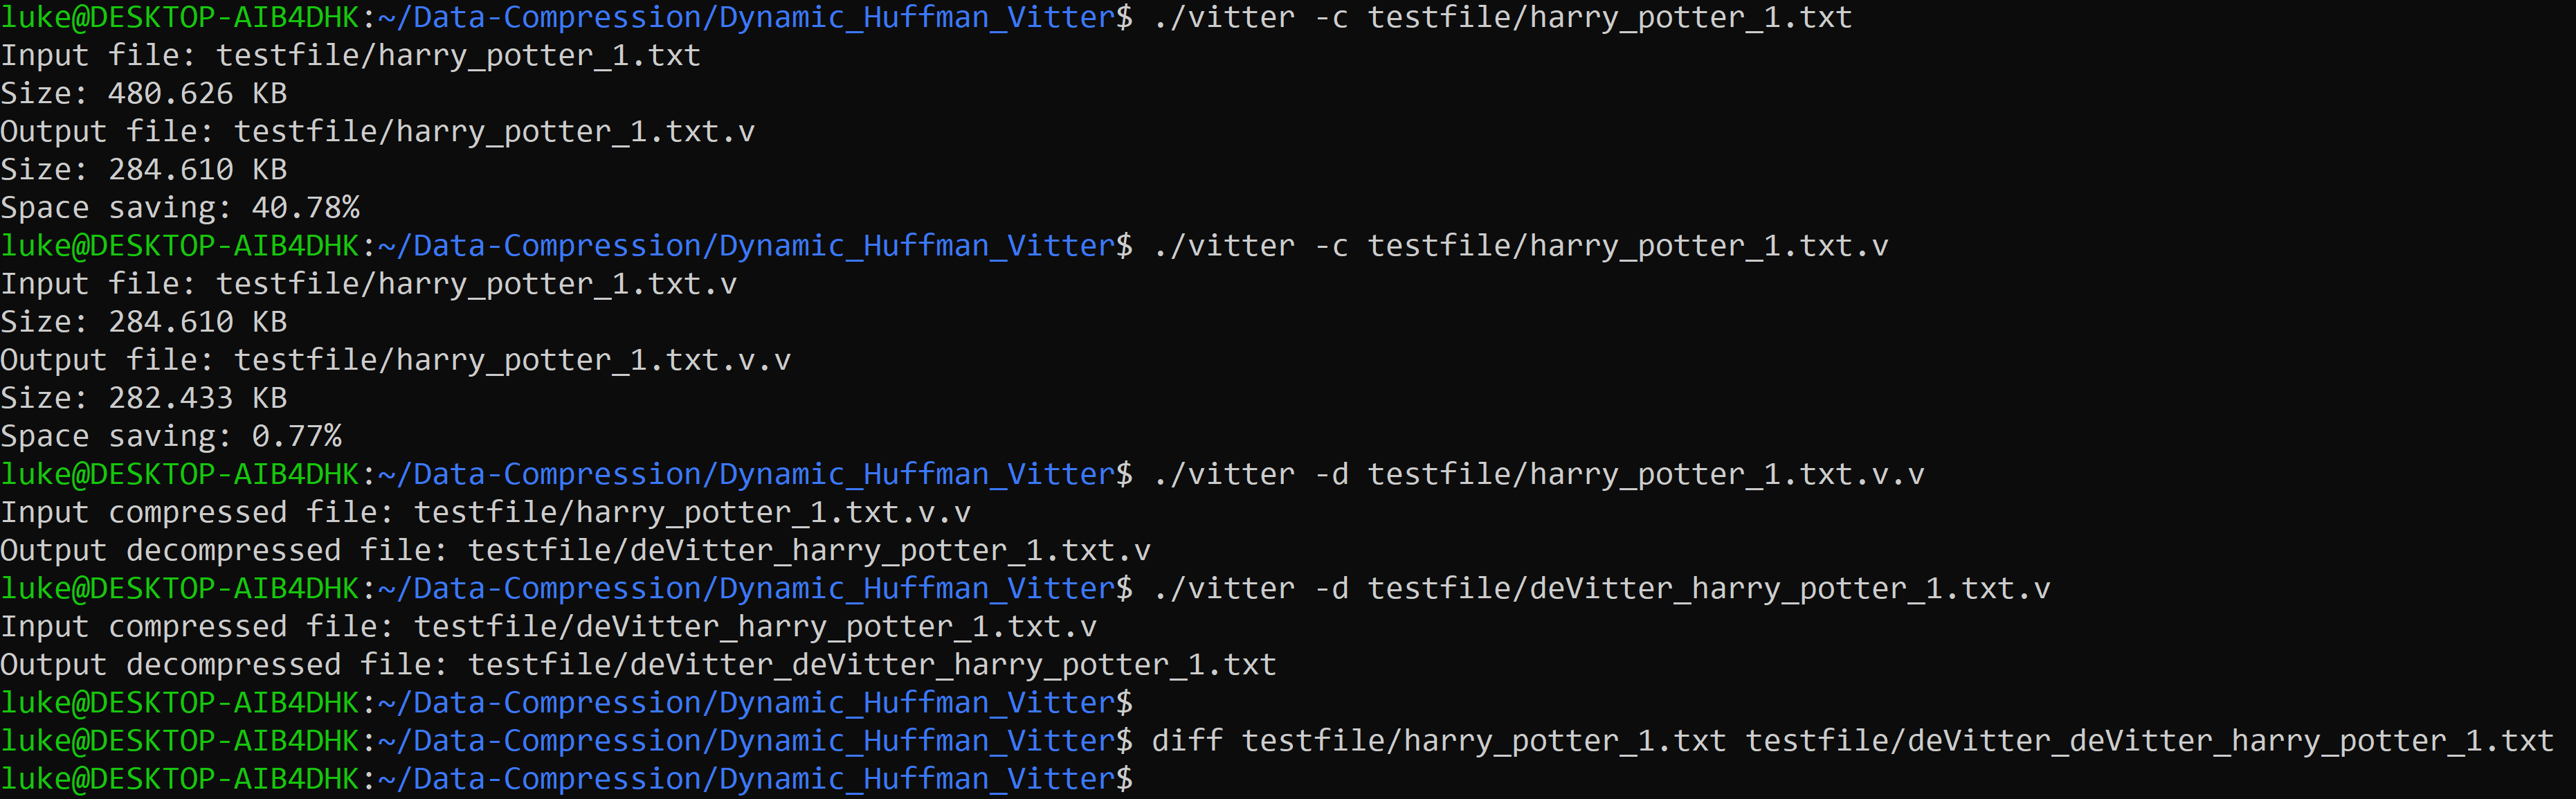 luke@DESKTOP-AIB4DHK:~/Data-Compression/Dynamic_Huffman_Vitter$ ./vitter -c testfile/harry_potter_1.txt
Input file: testfile/harry_potter_1.txt
Size: 480.626 KB
Output file: testfile/harry_potter_1.txt.v
Size: 284.610 KB
Space saving: 40.78%
luke@DESKTOP-AIB4DHK:~/Data-Compression/Dynamic_Huffman_Vitter$ ./vitter -c testfile/harry_potter_1.txt.v
Input file: testfile/harry_potter_1.txt.v
Size: 284.610 KB
Output file: testfile/harry_potter_1.txt.v.v
Size: 282.433 KB
Space saving: 0.77%
luke@DESKTOP-AIB4DHK:~/Data-Compression/Dynamic_Huffman_Vitter$ ./vitter -d testfile/harry_potter_1.txt.v.v
Input compressed file: testfile/harry_potter_1.txt.v.v
Output decompressed file: testfile/deVitter_harry_potter_1.txt.v
luke@DESKTOP-AIB4DHK:~/Data-Compression/Dynamic_Huffman_Vitter$ ./vitter -d testfile/deVitter_harry_potter_1.txt.v
Input compressed file: testfile/deVitter_harry_potter_1.txt.v
Output decompressed file: testfile/deVitter_deVitter_harry_potter_1.txt
luke@DESKTOP-AIB4DHK:~/Data-Compression/Dynamic_Huffman_Vitter$
luke@DESKTOP-AIB4DHK:~/Data-Compression/Dynamic_Huffman_Vitter$ diff testfile/harry_potter_1.txt testfile/deVitter_deVitter_harry_potter_1.txt
luke@DESKTOP-AIB4DHK:~/Data-Compression/Dynamic_Huffman_Vitter$